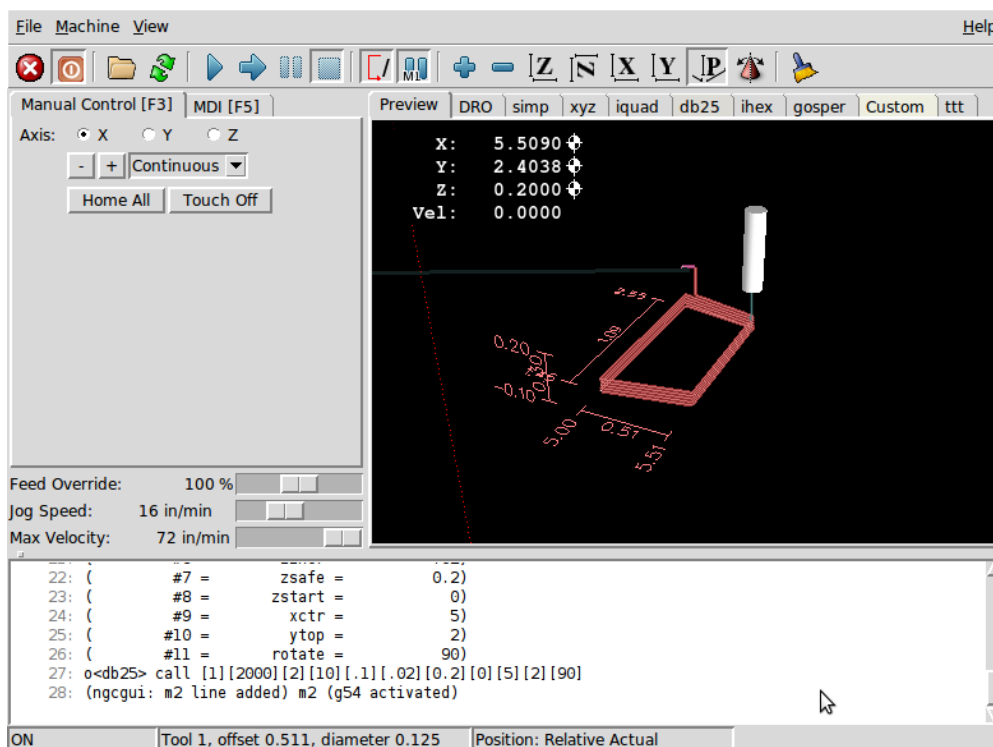 File Machine View Help
Z N X Y P
Manual Control [F3] MDI [F5]
Preview DRO simp xyz iquad db25 ihex gosper Custom ttt
Axis: X Y Z
- + Continuous
Home All Touch Off
X: 5.5090
Y: 2.4038
Z: 0.2000
Vel: 0.0000
2.55
1.09
0.20
-0.10
5.00
0.51
5.51
Feed Override: 100 %
Jog Speed: 16 in/min
Max Velocity: 72 in/min
22: ( #7 = zsafe = 0.2)
23: ( #8 = zstart = 0)
24: ( #9 = xctr = 5)
25: ( #10 = ytop = 2)
26: ( #11 = rotate = 90)
27: o<db25> call [1][2000][2][10][.1][.02][0.2][0][5][2][90]
28: (ngcgui: m2 line added) m2 (g54 activated)
ON Tool 1, offset 0.511, diameter 0.125 Position: Relative Actual